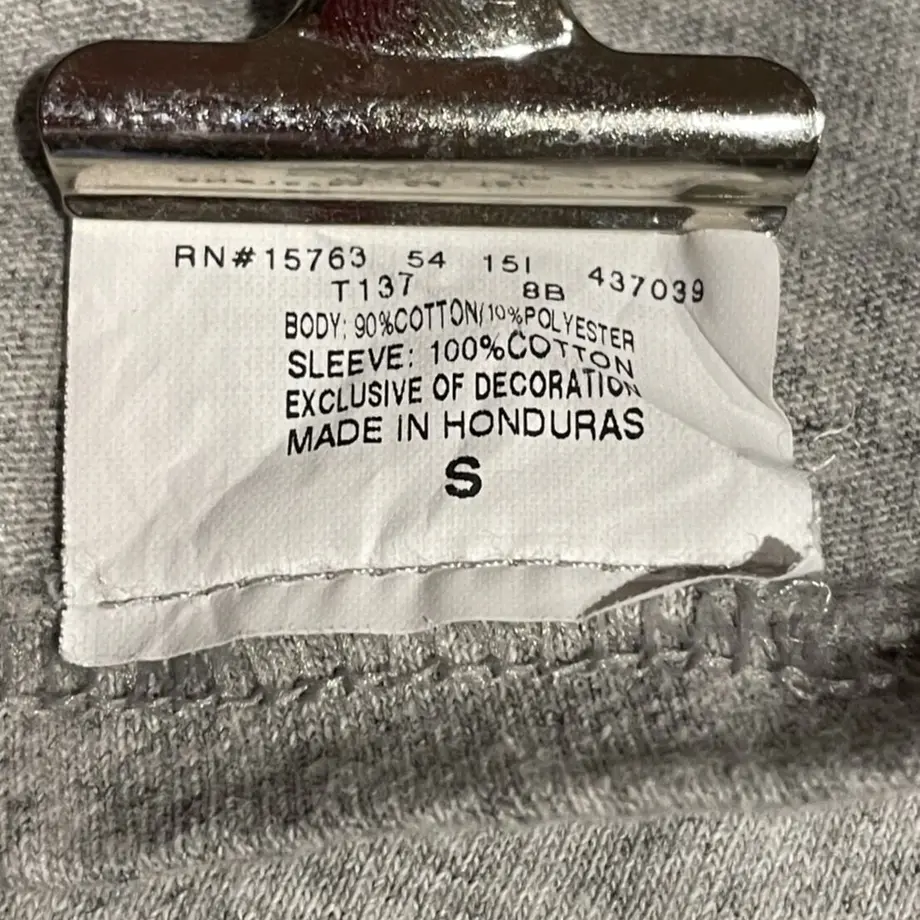 RN#15763 54 15I 437039
T137 8B
BODY: 90%COTTON/10%POLYESTER
SLEEVE: 100%COTTON
EXCLUSIVE OF DECORATION
MADE IN HONDURAS
S